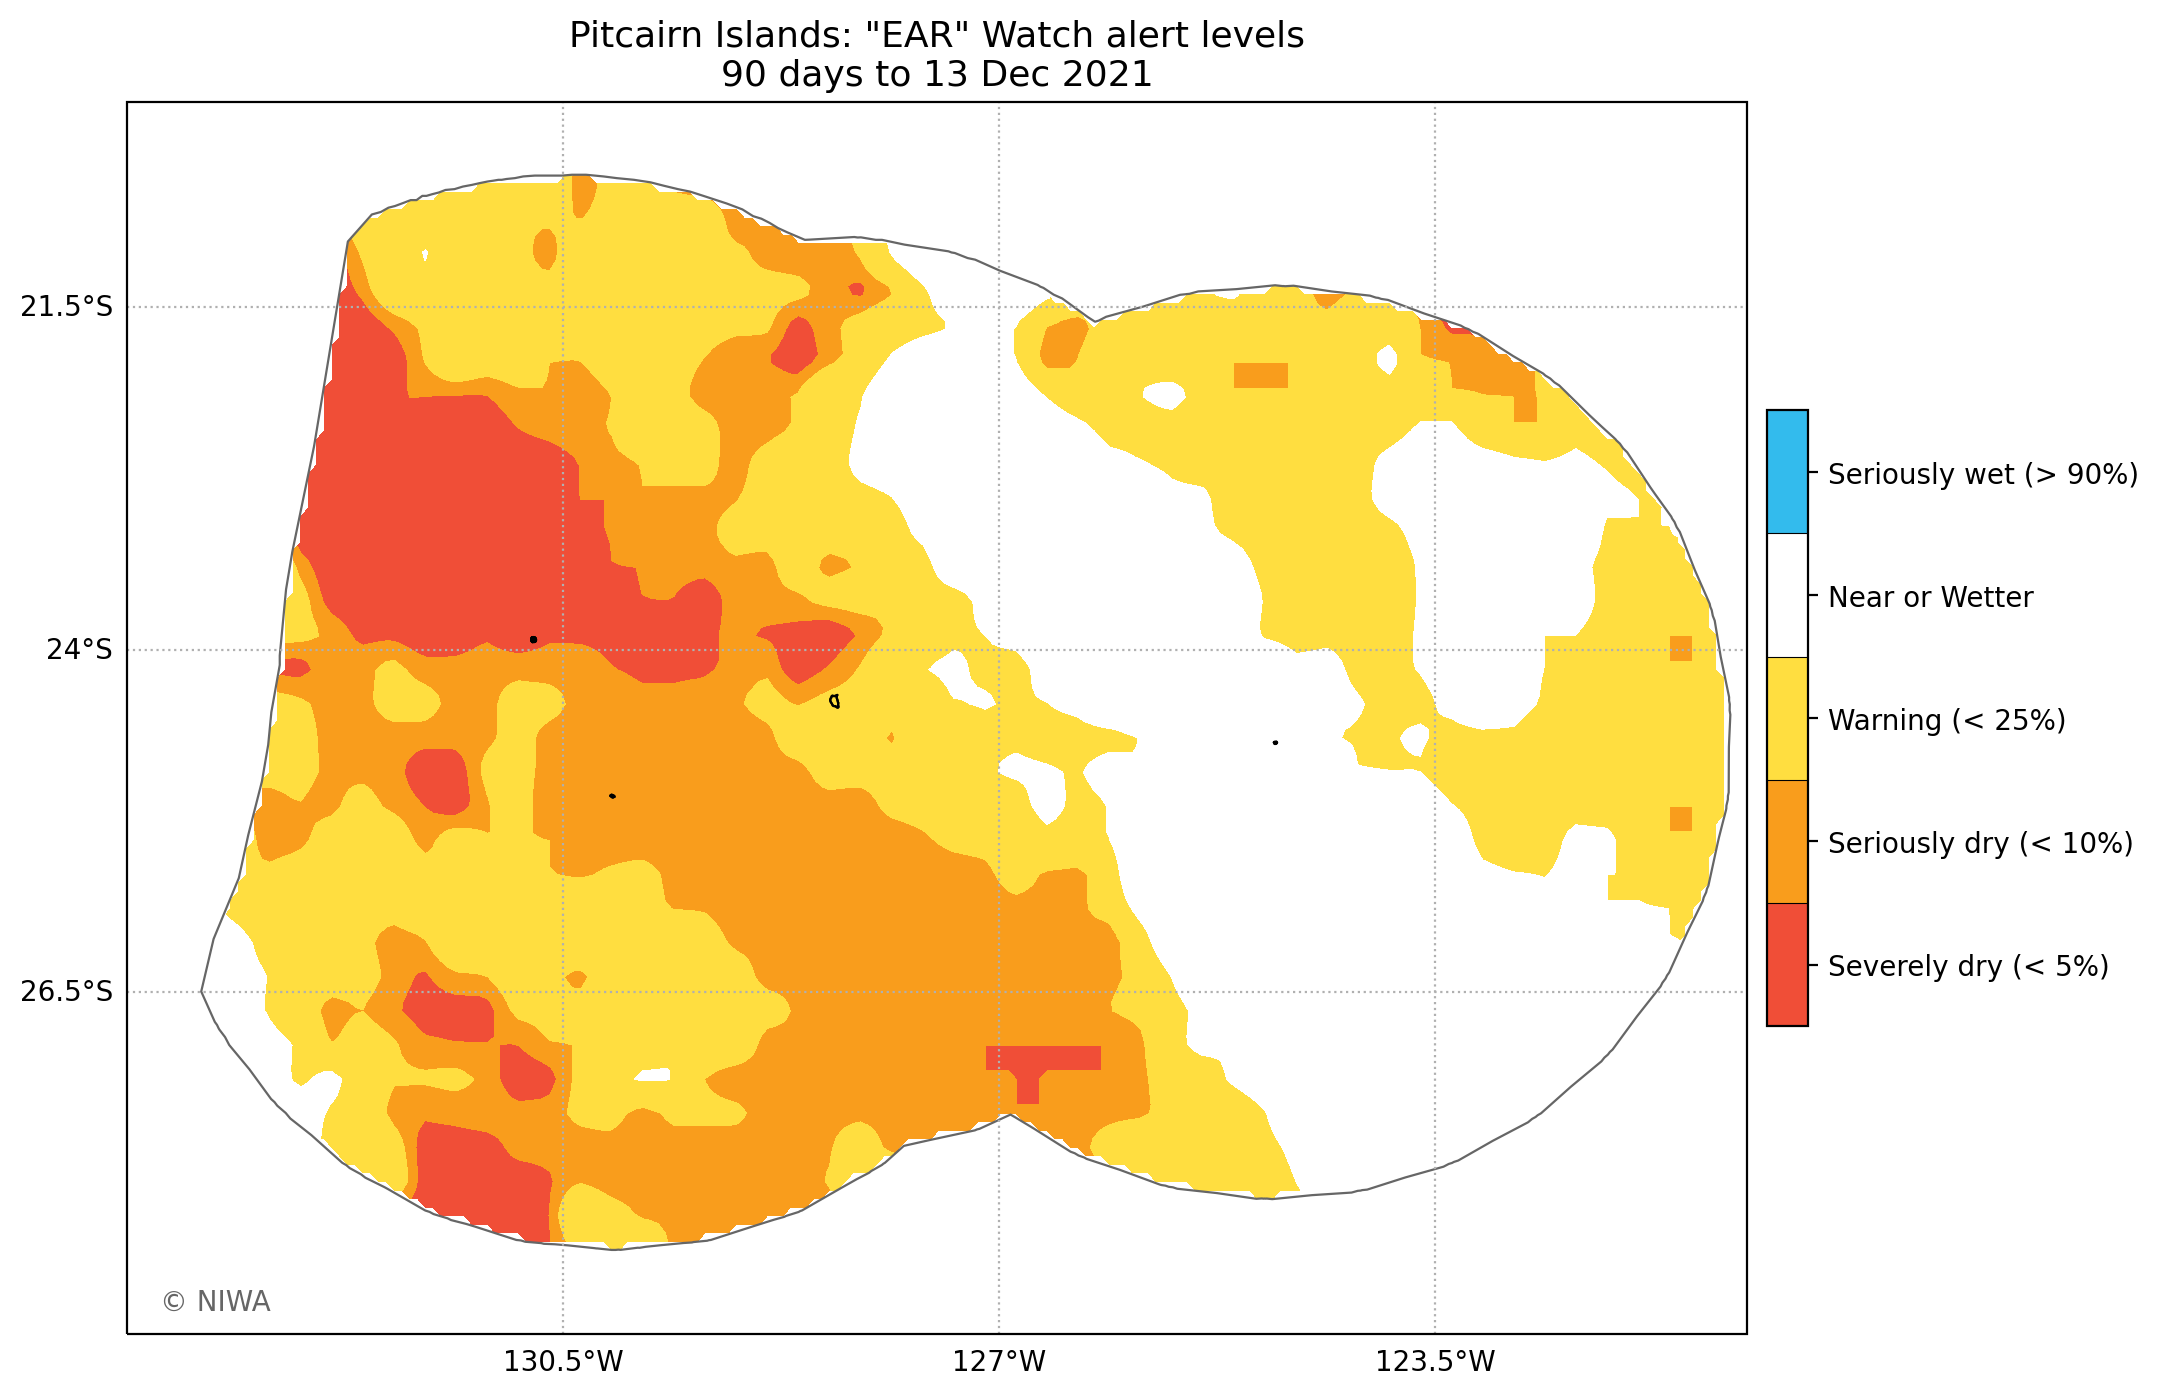 Pitcairn Islands: "EAR" Watch alert levels
90 days to 13 Dec 2021
21.5°S
24°S
26.5°S
130.5°W
127°W
123.5°W
Seriously wet (> 90%)
Near or Wetter
Warning (< 25%)
Seriously dry (< 10%)
Severely dry (< 5%)
© NIWA